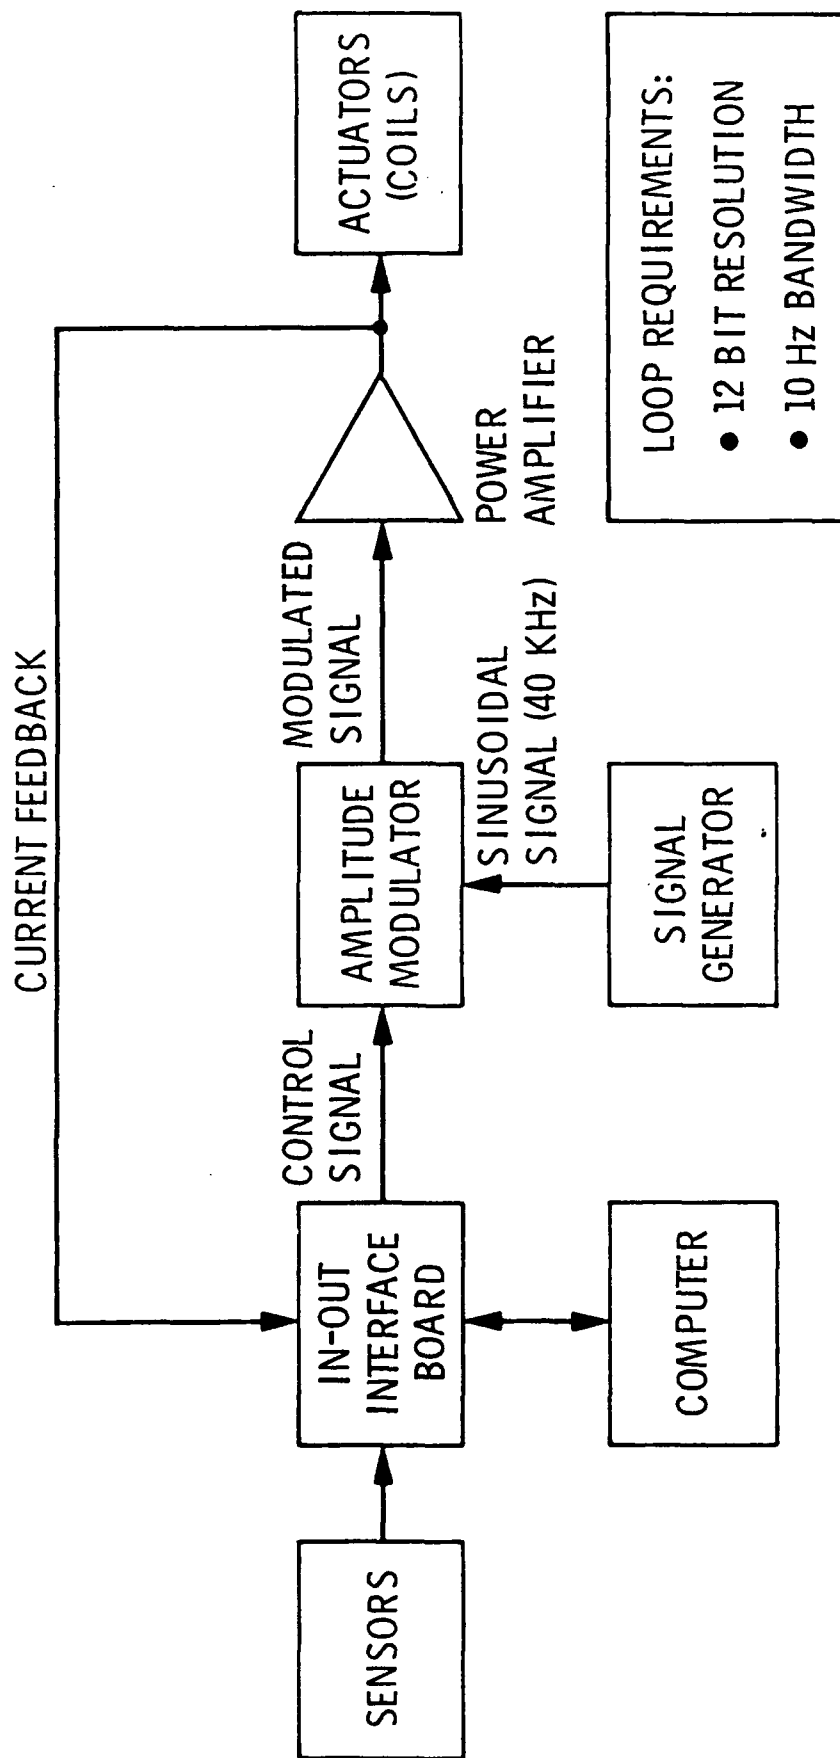 CURRENT FEEDBACK
SENSORS
IN-OUT
INTERFACE
BOARD
COMPUTER
CONTROL
SIGNAL
AMPLITUDE
MODULATOR
SIGNAL
GENERATOR
SINUSOIDAL
SIGNAL (40 KHz)
MODULATED
SIGNAL
POWER
AMPLIFIER
ACTUATORS
(COILS)
LOOP REQUIREMENTS:
• 12 BIT RESOLUTION
• 10 Hz BANDWIDTH